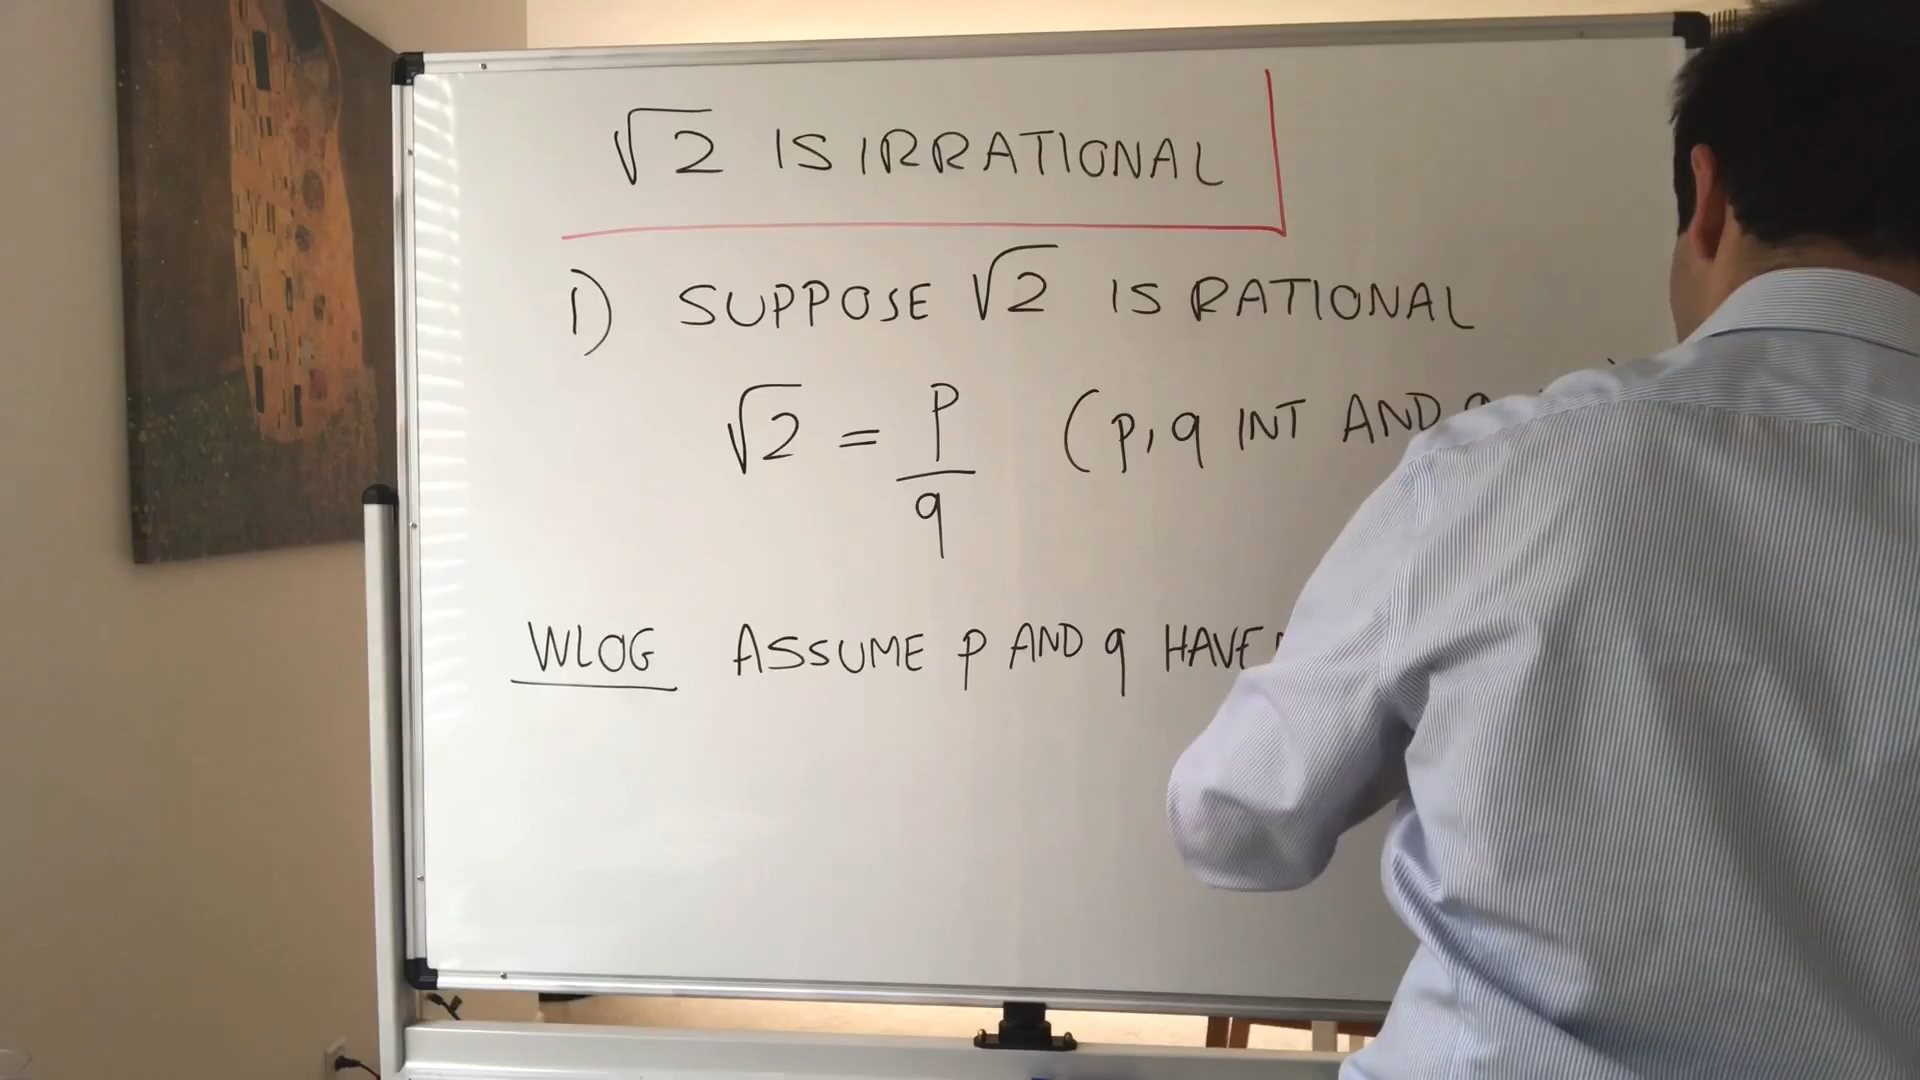 √2 IS IRRATIONAL
1) SUPPOSE √2 IS RATIONAL
√2 = p/q (p, q INT AND
WLOG ASSUME p AND q HAVE